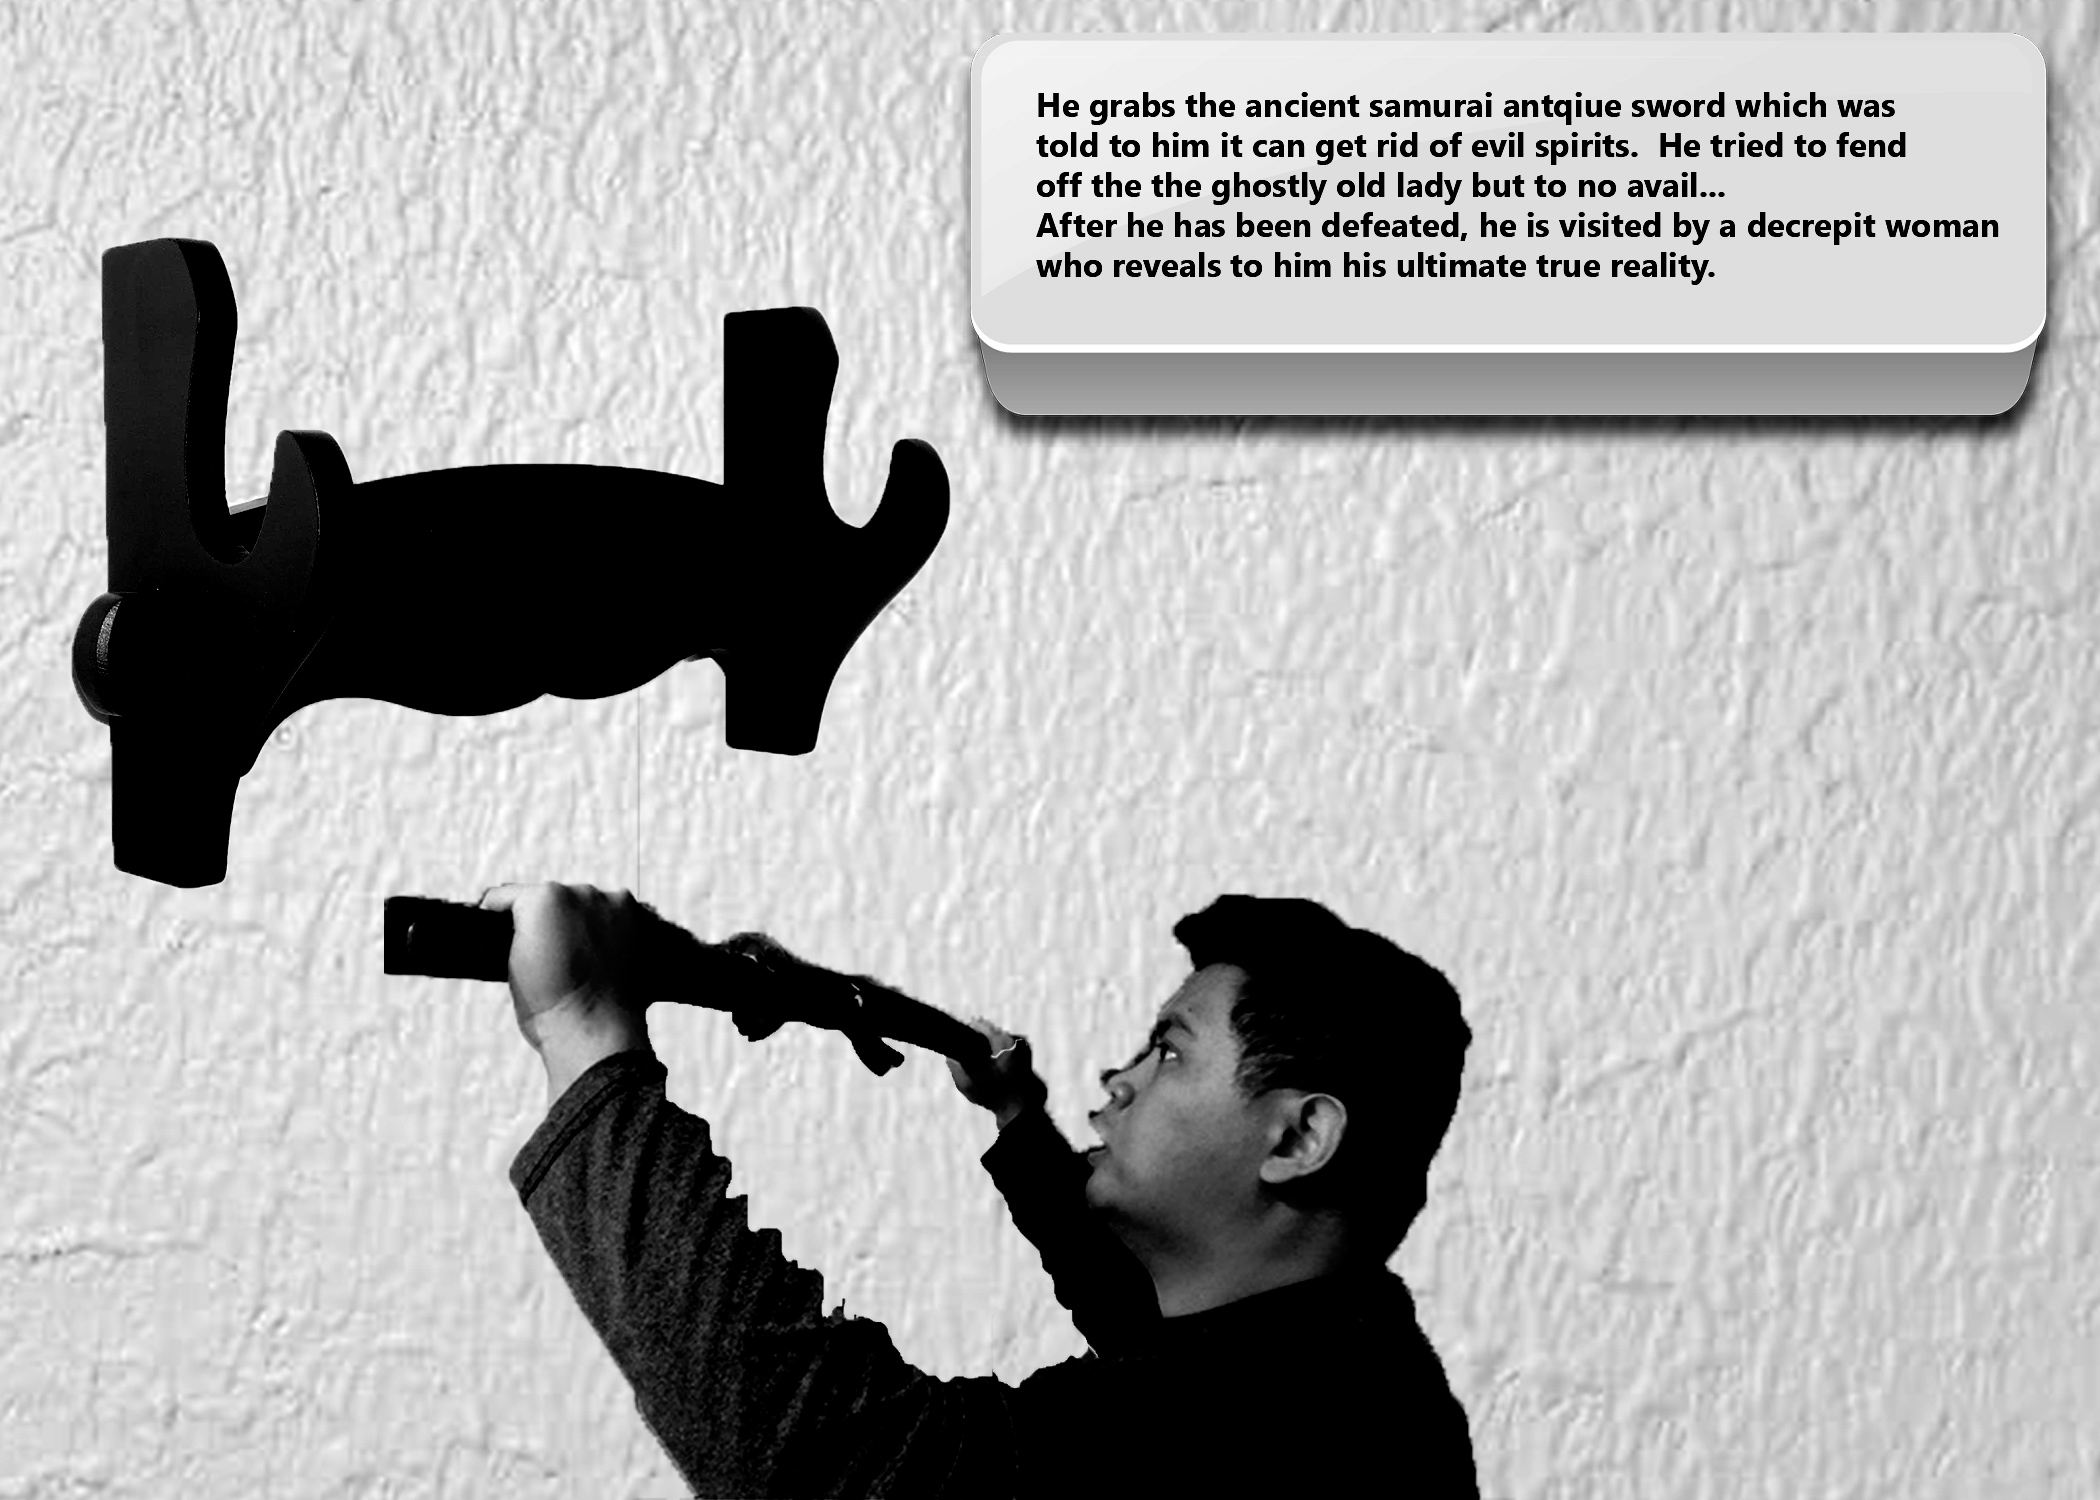 He grabs the ancient samurai antqiue sword which was
told to him it can get rid of evil spirits.  He tried to fend
off the the ghostly old lady but to no avail...
After he has been defeated, he is visited by a decrepit woman
who reveals to him his ultimate true reality.